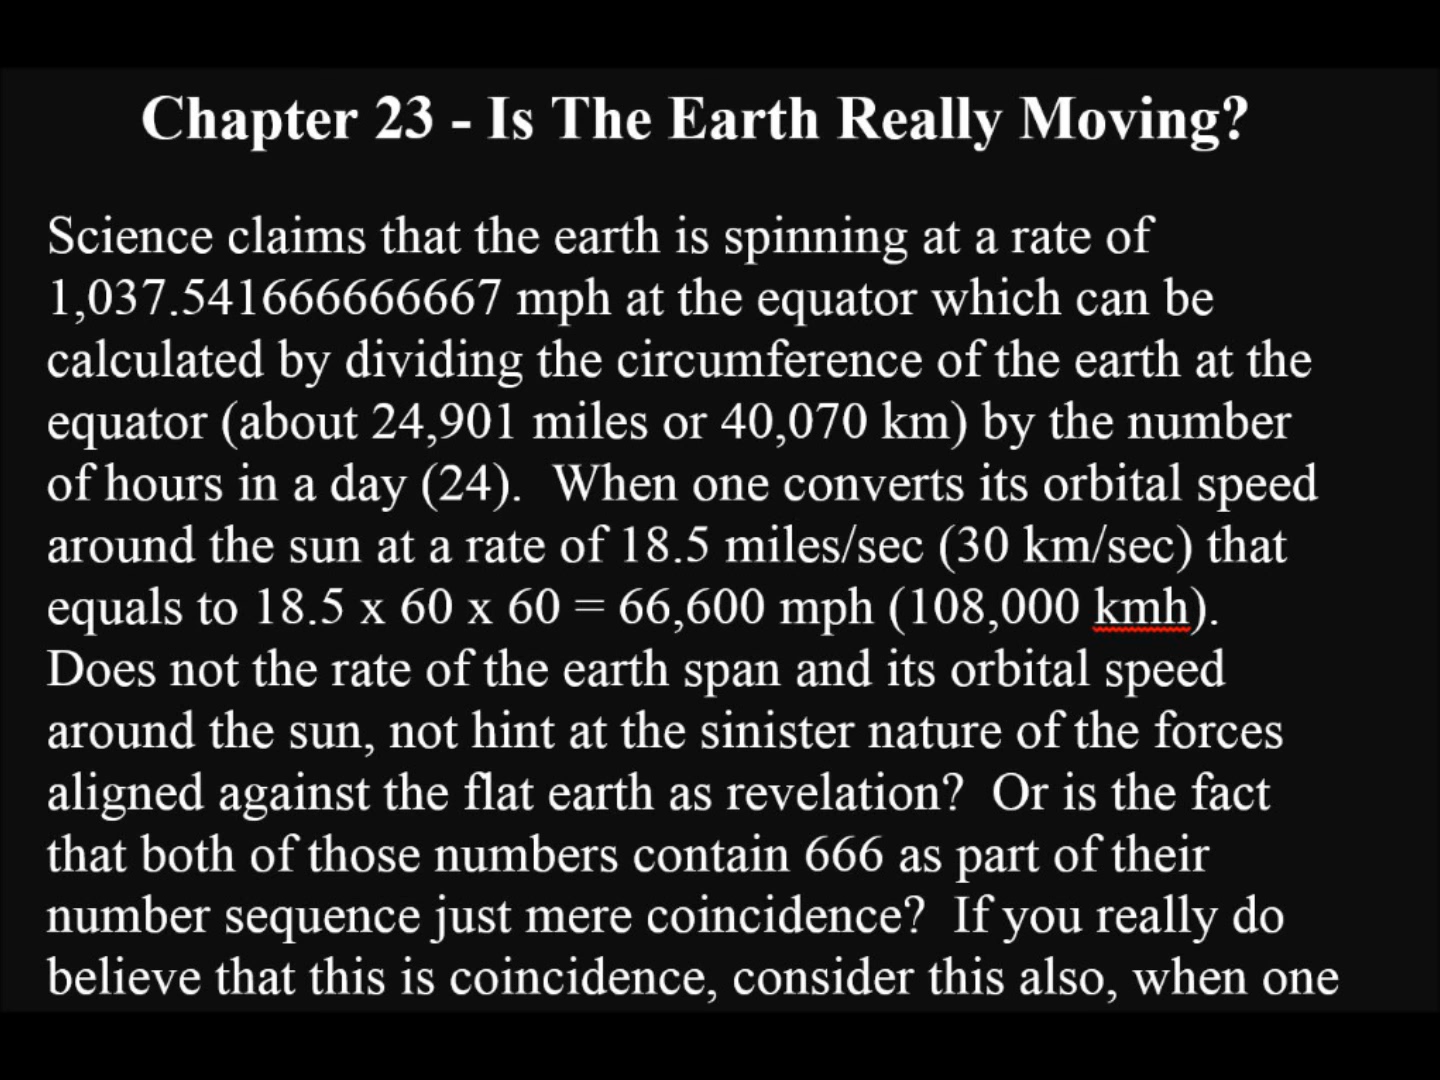 Chapter 23 - Is The Earth Really Moving?
Science claims that the earth is spinning at a rate of
1,037.541666666667 mph at the equator which can be
calculated by dividing the circumference of the earth at the
equator (about 24,901 miles or 40,070 km) by the number
of hours in a day (24).  When one converts its orbital speed
around the sun at a rate of 18.5 miles/sec (30 km/sec) that
equals to 18.5 x 60 x 60 = 66,600 mph (108,000 kmh).
Does not the rate of the earth span and its orbital speed
around the sun, not hint at the sinister nature of the forces
aligned against the flat earth as revelation?  Or is the fact
that both of those numbers contain 666 as part of their
number sequence just mere coincidence?  If you really do
believe that this is coincidence, consider this also, when one